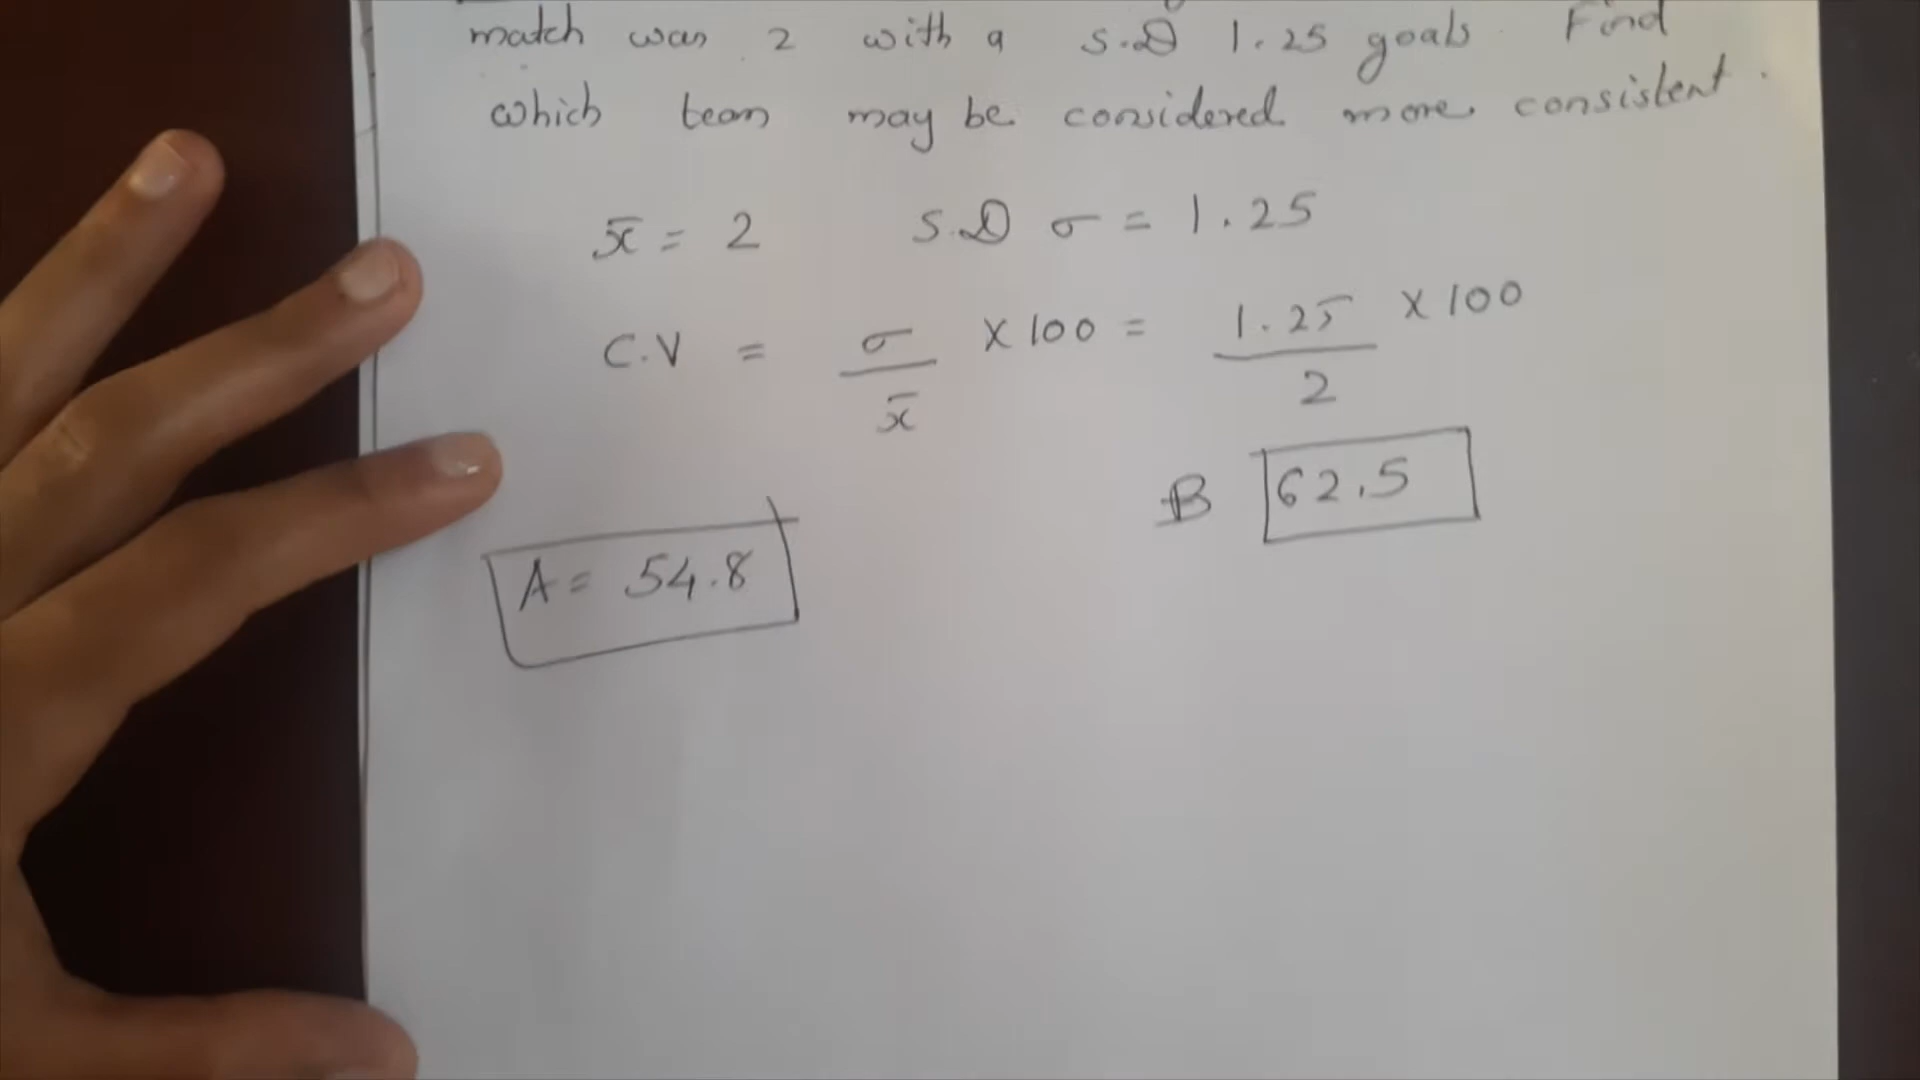 match was 2 with a S.D 1.25 goals. Find
which team may be considered more consistent.
x̄ = 2 S.D σ = 1.25
C.V = σ/x̄ × 100 = 1.25/2 × 100
B 62.5
A = 54.8